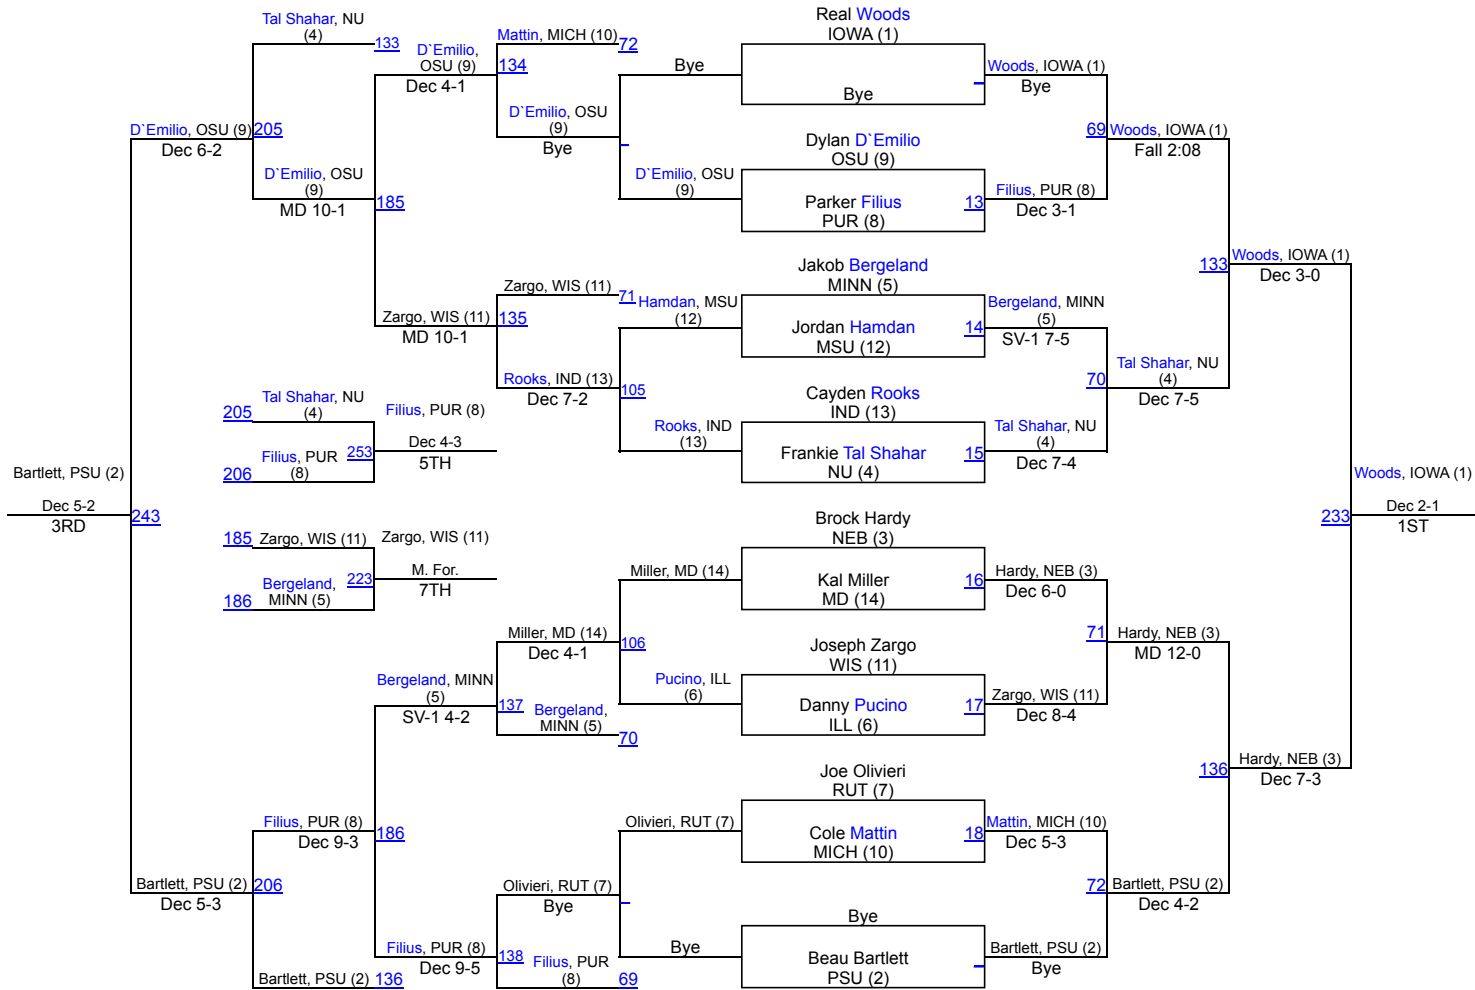 Real Woods
IOWA (1)
Bye
Dylan D`Emilio
OSU (9)
Parker Filius
PUR (8)
13
Jakob Bergeland
MINN (5)
Jordan Hamdan
MSU (12)
14
Cayden Rooks
IND (13)
Frankie Tal Shahar
NU (4)
15
Brock Hardy
NEB (3)
Kal Miller
MD (14)
16
Joseph Zargo
WIS (11)
Danny Pucino
ILL (6)
17
Joe Olivieri
RUT (7)
Cole Mattin
MICH (10)
18
Bye
Beau Bartlett
PSU (2)
Woods, IOWA (1)
Bye
69
Filius, PUR (8)
Dec 3-1
Bergeland, MINN
(5)
SV-1 7-5
70
Tal Shahar, NU
(4)
Dec 7-4
Hardy, NEB (3)
Dec 6-0
71
Zargo, WIS (11)
Dec 8-4
Mattin, MICH (10)
Dec 5-3
72
Bartlett, PSU (2)
Bye
Woods, IOWA (1)
Fall 2:08
133
Tal Shahar, NU
(4)
Dec 7-5
Hardy, NEB (3)
MD 12-0
136
Bartlett, PSU (2)
Dec 4-2
Woods, IOWA (1)
Dec 3-0
233
Hardy, NEB (3)
Dec 7-3
Woods, IOWA (1)
Dec 2-1
1ST
Bye
D`Emilio, OSU
(9)
Hamdan, MSU
(12)
105
Rooks, IND
(13)
Miller, MD (14)
106
Pucino, ILL
(6)
Olivieri, RUT (7)
Bye
Mattin, MICH (10)
72
134
D`Emilio, OSU
(9)
Bye
Zargo, WIS (11)
71
135
Rooks, IND (13)
Dec 7-2
Miller, MD (14)
Dec 4-1
137
Bergeland,
MINN (5)
70
Olivieri, RUT (7)
Bye
138
Filius, PUR
(8)
69
D`Emilio,
OSU (9)
Dec 4-1
185
Zargo, WIS (11)
MD 10-1
Bergeland, MINN
(5)
SV-1 4-2
186
Filius, PUR (8)
Dec 9-5
Tal Shahar, NU
(4)
133
205
D`Emilio, OSU
(9)
MD 10-1
Filius, PUR (8)
Dec 9-3
206
Bartlett, PSU (2)
136
D`Emilio, OSU (9)
Dec 6-2
243
Bartlett, PSU (2)
Dec 5-3
Bartlett, PSU (2)
Dec 5-2
3RD
205
Tal Shahar, NU
(4)
253
206
Filius, PUR
(8)
Filius, PUR (8)
Dec 4-3
5TH
185
Zargo, WIS (11)
223
186
Bergeland,
MINN (5)
Zargo, WIS (11)
M. For.
7TH